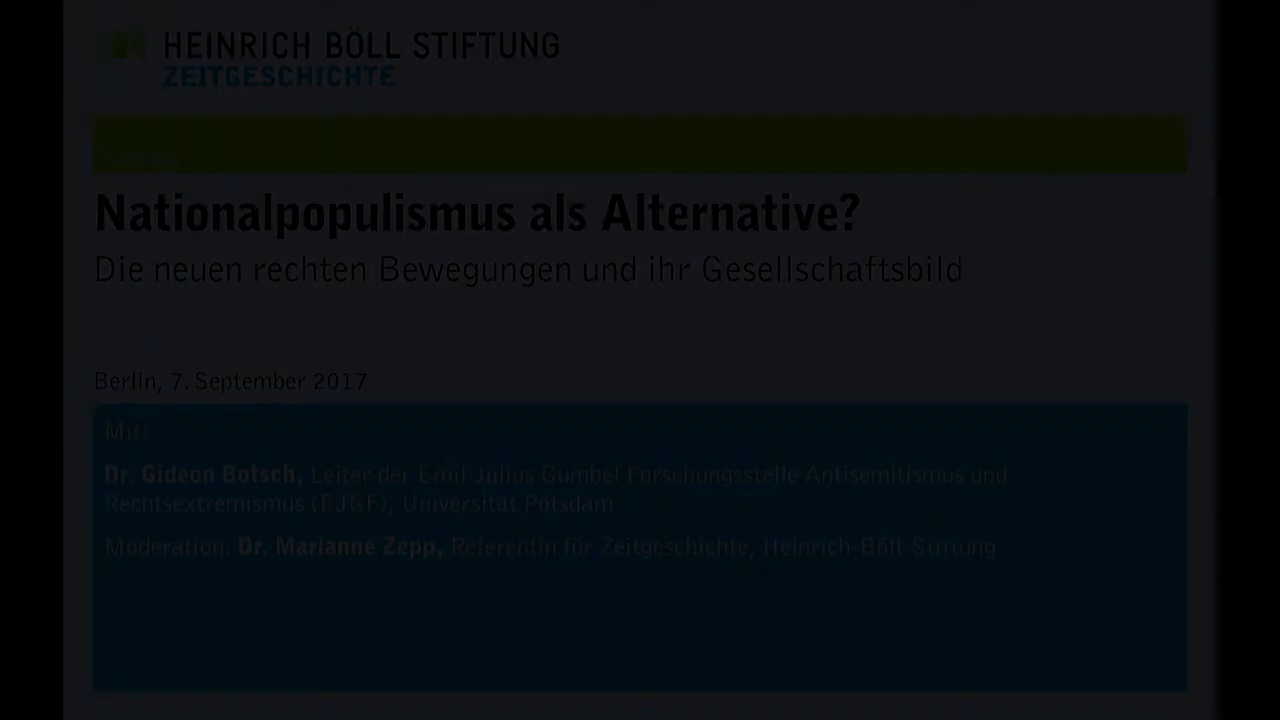 HEINRICH BÖLL STIFTUNG
ZEITGESCHICHTE
Nationalpopulismus als Alternative?
Die neuen rechten Bewegungen und ihr Gesellschaftsbild
Berlin, 7. September 2017
Mit:
Dr. Gideon Botsch, Leiter der Emil Julius Gumbel Forschungsstelle Antisemitismus und
Rechtsextremismus (EJGF), Universität Potsdam
Moderation: Dr. Marianne Zepp, Referentin für Zeitgeschichte, Heinrich-Böll-Stiftung